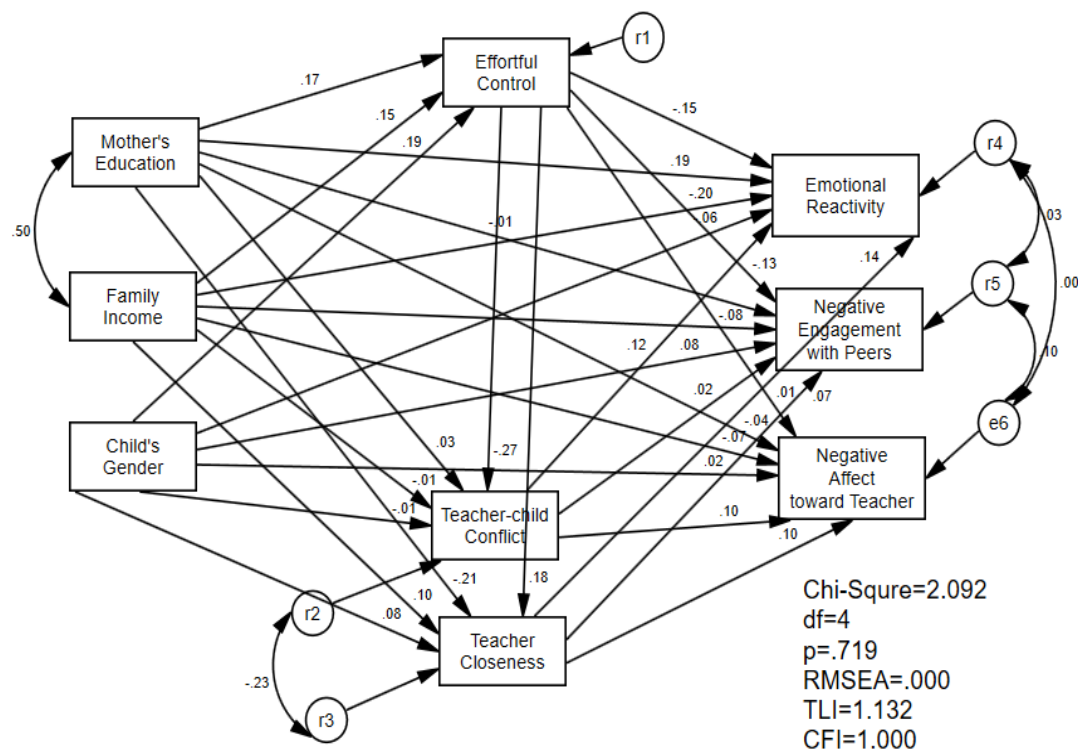 r1
Effortful
Control
.17
-.15
.15
Mother's
Education
r4
.19
.19
Emotional
Reactivity
-.20
-.01
.06
.03
.50
.14
-.13
.00
Family
Income
r5
Negative
Engagement
with Peers
-.08
.12
.08
.10
.02
.01
.07
Child's
Gender
-.04
e6
.03
-.27
-.07
.02
Negative
Affect
toward Teacher
-.01
-.01
Teacher-child
Conflict
.10
.10
-.21
.18
r2
.10
.08
Teacher
Closeness
-.23
r3
Chi-Squre=2.092
df=4
p=.719
RMSEA=.000
TLI=1.132
CFI=1.000